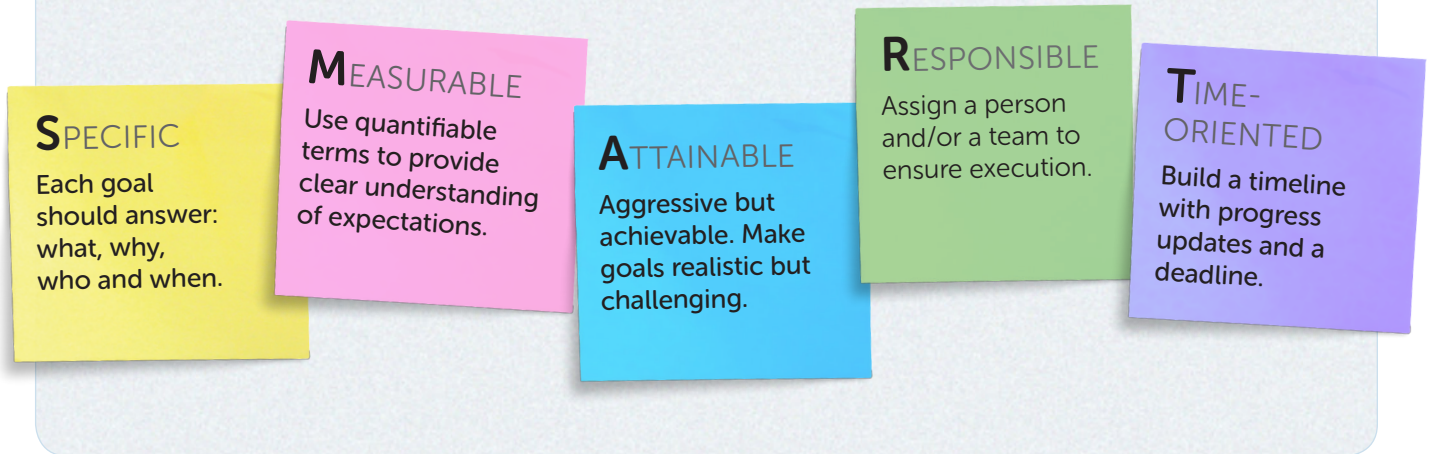 SPECIFIC
Each goal
should answer:
what, why,
who and when.
MEASURABLE
Use quantifiable
terms to provide
clear understanding
of expectations.
ATTAINABLE
Aggressive but
achievable. Make
goals realistic but
challenging.
RESPONSIBLE
Assign a person
and/or a team to
ensure execution.
TIME-
ORIENTED
Build a timeline
with progress
updates and a
deadline.